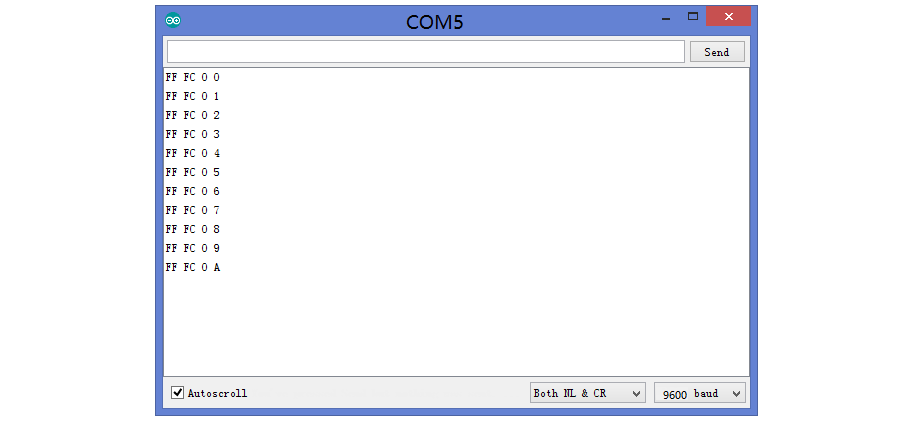 COM5
Send
FF FC 0 0
FF FC 0 1
FF FC 0 2
FF FC 0 3
FF FC 0 4
FF FC 0 5
FF FC 0 6
FF FC 0 7
FF FC 0 8
FF FC 0 9
FF FC 0 A
Autoscroll
Both NL & CR
9600 baud